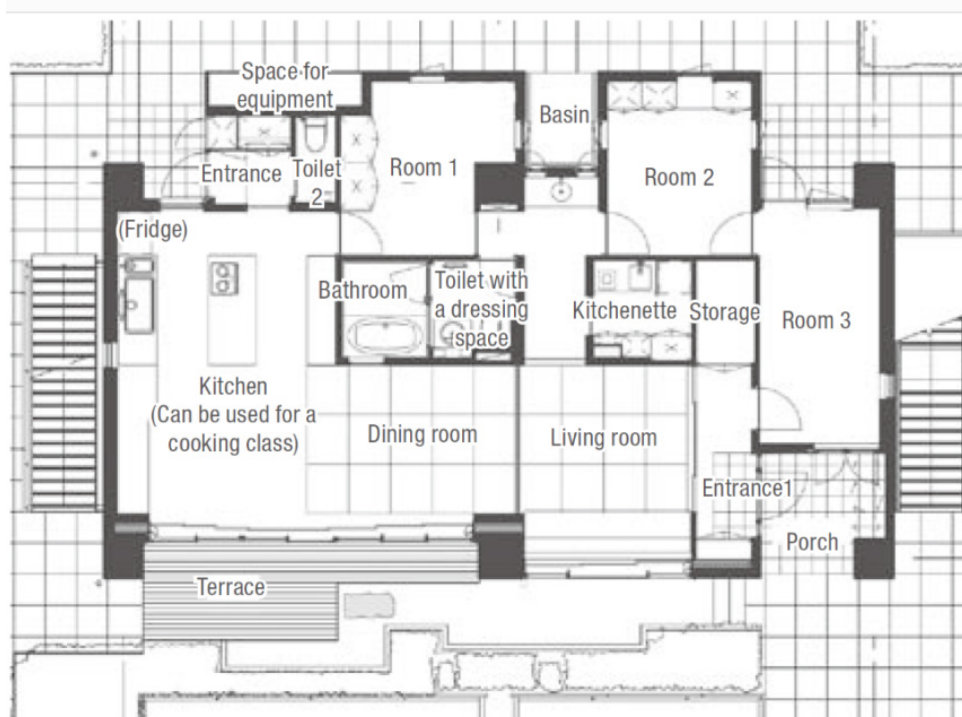 Space for
equipment
Basin
Entrance
Toilet
2
Room 1
Room 2
(Fridge)
Bathroom
Toilet with
a dressing
space
Kitchenette
Storage
Room 3
Kitchen
(Can be used for a
cooking class)
Dining room
Living room
Entrance1
Porch
Terrace